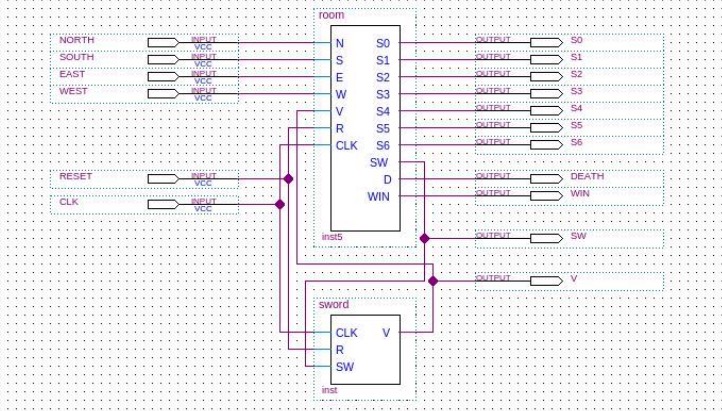 room
NORTH INPUT VCC N S0 OUTPUT S0
SOUTH INPUT VCC S S1 OUTPUT S1
EAST INPUT VCC E S2 OUTPUT S2
WEST INPUT VCC W S3 OUTPUT S3
V S4 OUTPUT S4
R S5 OUTPUT S5
CLK S6 OUTPUT S6
SW
RESET INPUT VCC D OUTPUT DEATH
WIN OUTPUT WIN
CLK INPUT VCC
inst5 OUTPUT SW
OUTPUT V
sword
CLK V
R
SW
inst